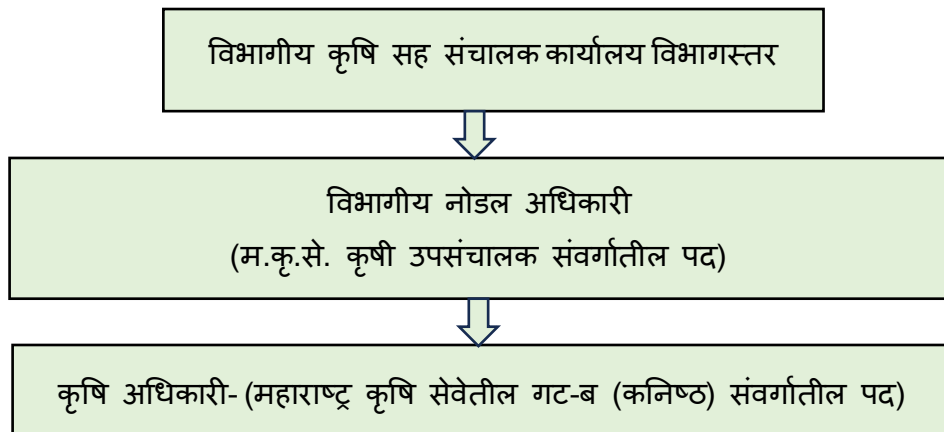 विभागीय कृषि सह संचालक कार्यालय विभागस्तर
विभागीय नोडल अधिकारी
(म.कृ.से. कृषी उपसंचालक संवर्गातील पद)
कृषि अधिकारी- (महाराष्ट्र कृषि सेवेतील गट-ब (कनिष्ठ) संवर्गातील पद)